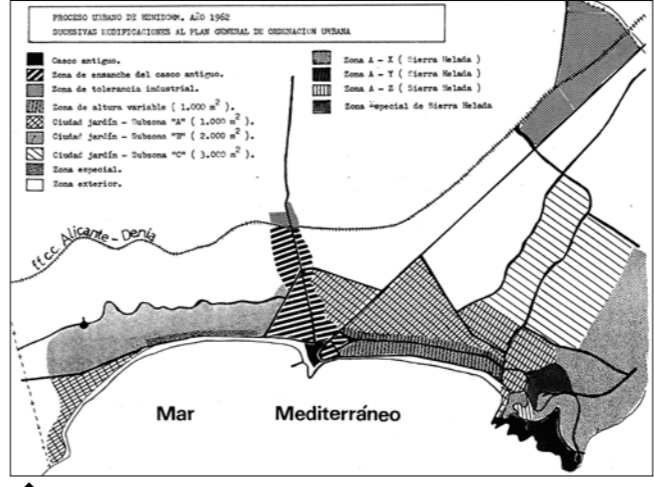 PROCESO URBANO DE BENIDORM. AÑO 1962
SUCESIVAS MODIFICACIONES AL PLAN GENERAL DE ORDENACION URBANA
Casco antiguo.
Zona de ensanche del casco antiguo.
Zona de tolerancia industrial.
Zona de altura variable ( 1.000 m²).
Ciudad jardín - Subzona "A" ( 1.000 m²).
Ciudad jardín - Subzona "B" ( 2.000 m²).
Ciudad jardín - Subzona "C" ( 3.000 m²).
Zona especial.
Zona exterior.
Zona A - X ( Sierra Helada )
Zona A - Y ( Sierra Helada )
Zona A - Z ( Sierra Helada )
Zona Especial de Sierra Helada
ff.c.c. Alicante - Denia
Mar Mediterráneo